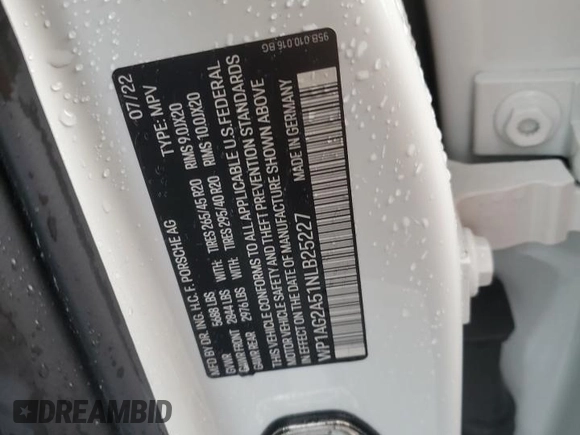 MFD BY DR. ING. H.C. F. PORSCHE AG 07/22
GVWR 5688 LBS TYPE: MPV
GAWR FRONT 2844 LBS WITH: TIRES 265/45 R20 RIMS 9.0JX20
GAWR REAR 2976 LBS WITH: TIRES 295/40 R20 RIMS 10.0JX20
THIS VEHICLE CONFORMS TO ALL APPLICABLE U.S. FEDERAL
MOTOR VEHICLE SAFETY AND THEFT PREVENTION STANDARDS
IN EFFECT ON THE DATE OF MANUFACTURE SHOWN ABOVE
WP1AG2A51NLB25227 MADE IN GERMANY
95B.010.016.BG
DREAMBID